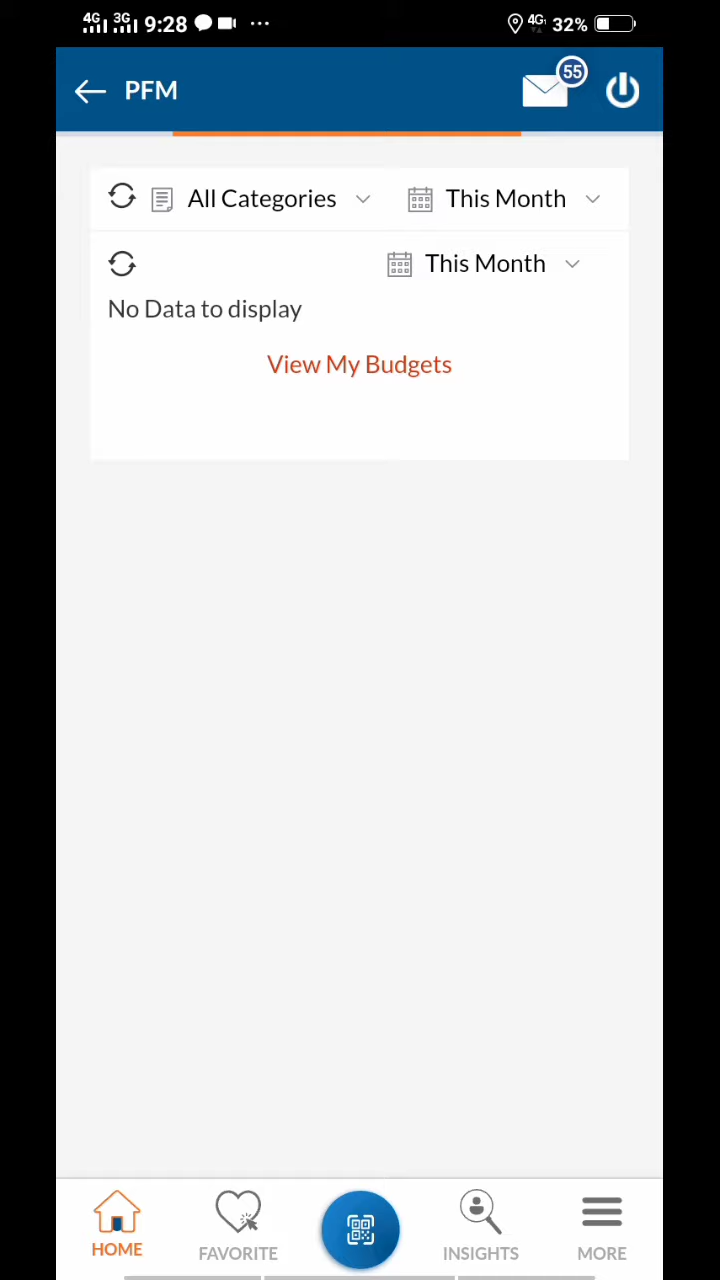 4G 3G 9:28 ... 4G 32%
PFM 55
All Categories This Month
This Month
No Data to display
View My Budgets
HOME FAVORITE INSIGHTS MORE